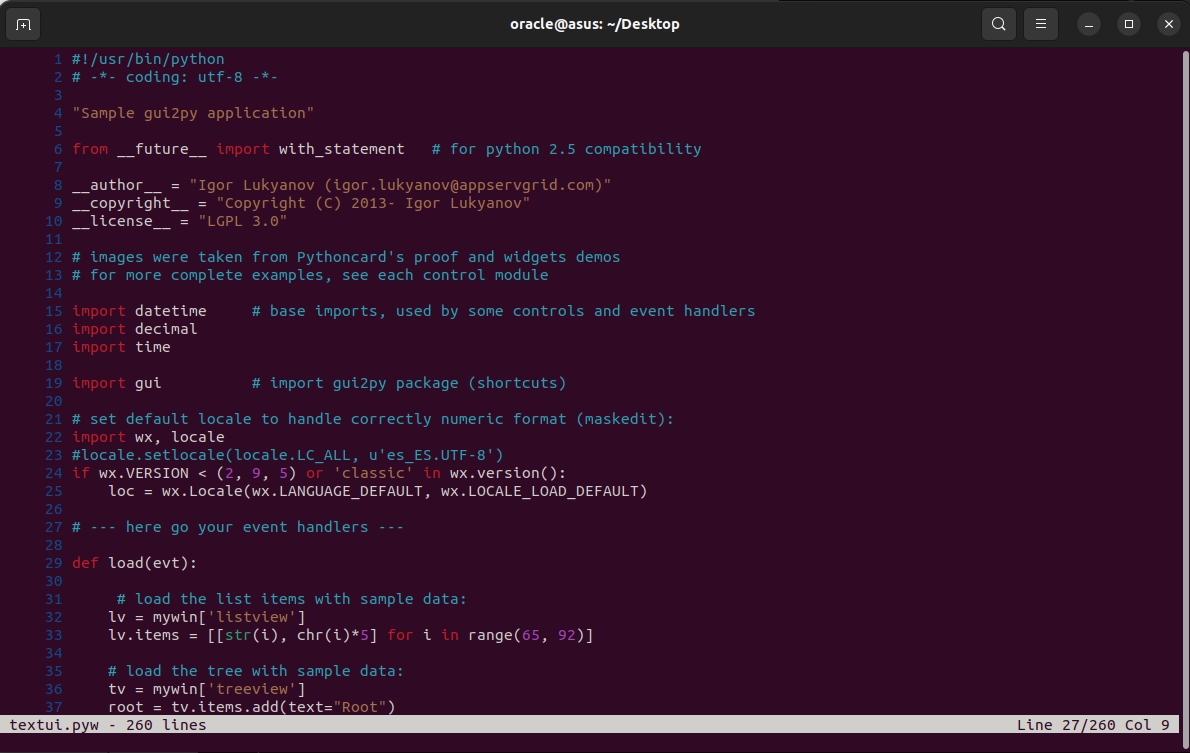 oracle@asus: ~/Desktop
1 #!/usr/bin/python
2 # -*- coding: utf-8 -*-
3
4 "Sample gui2py application"
5
6 from __future__ import with_statement   # for python 2.5 compatibility
7
8 __author__ = "Igor Lukyanov (igor.lukyanov@appservgrid.com)"
9 __copyright__ = "Copyright (C) 2013- Igor Lukyanov"
10 __license__ = "LGPL 3.0"
11
12 # images were taken from Pythoncard's proof and widgets demos
13 # for more complete examples, see each control module
14
15 import datetime     # base imports, used by some controls and event handlers
16 import decimal
17 import time
18
19 import gui          # import gui2py package (shortcuts)
20
21 # set default locale to handle correctly numeric format (maskedit):
22 import wx, locale
23 #locale.setlocale(locale.LC_ALL, u'es_ES.UTF-8')
24 if wx.VERSION < (2, 9, 5) or 'classic' in wx.version():
25     loc = wx.Locale(wx.LANGUAGE_DEFAULT, wx.LOCALE_LOAD_DEFAULT)
26
27 # --- here go your event handlers ---
28
29 def load(evt):
30
31      # load the list items with sample data:
32     lv = mywin['listview']
33     lv.items = [[str(i), chr(i)*5] for i in range(65, 92)]
34
35     # load the tree with sample data:
36     tv = mywin['treeview']
37     root = tv.items.add(text="Root")
textui.pyw - 260 lines Line 27/260 Col 9